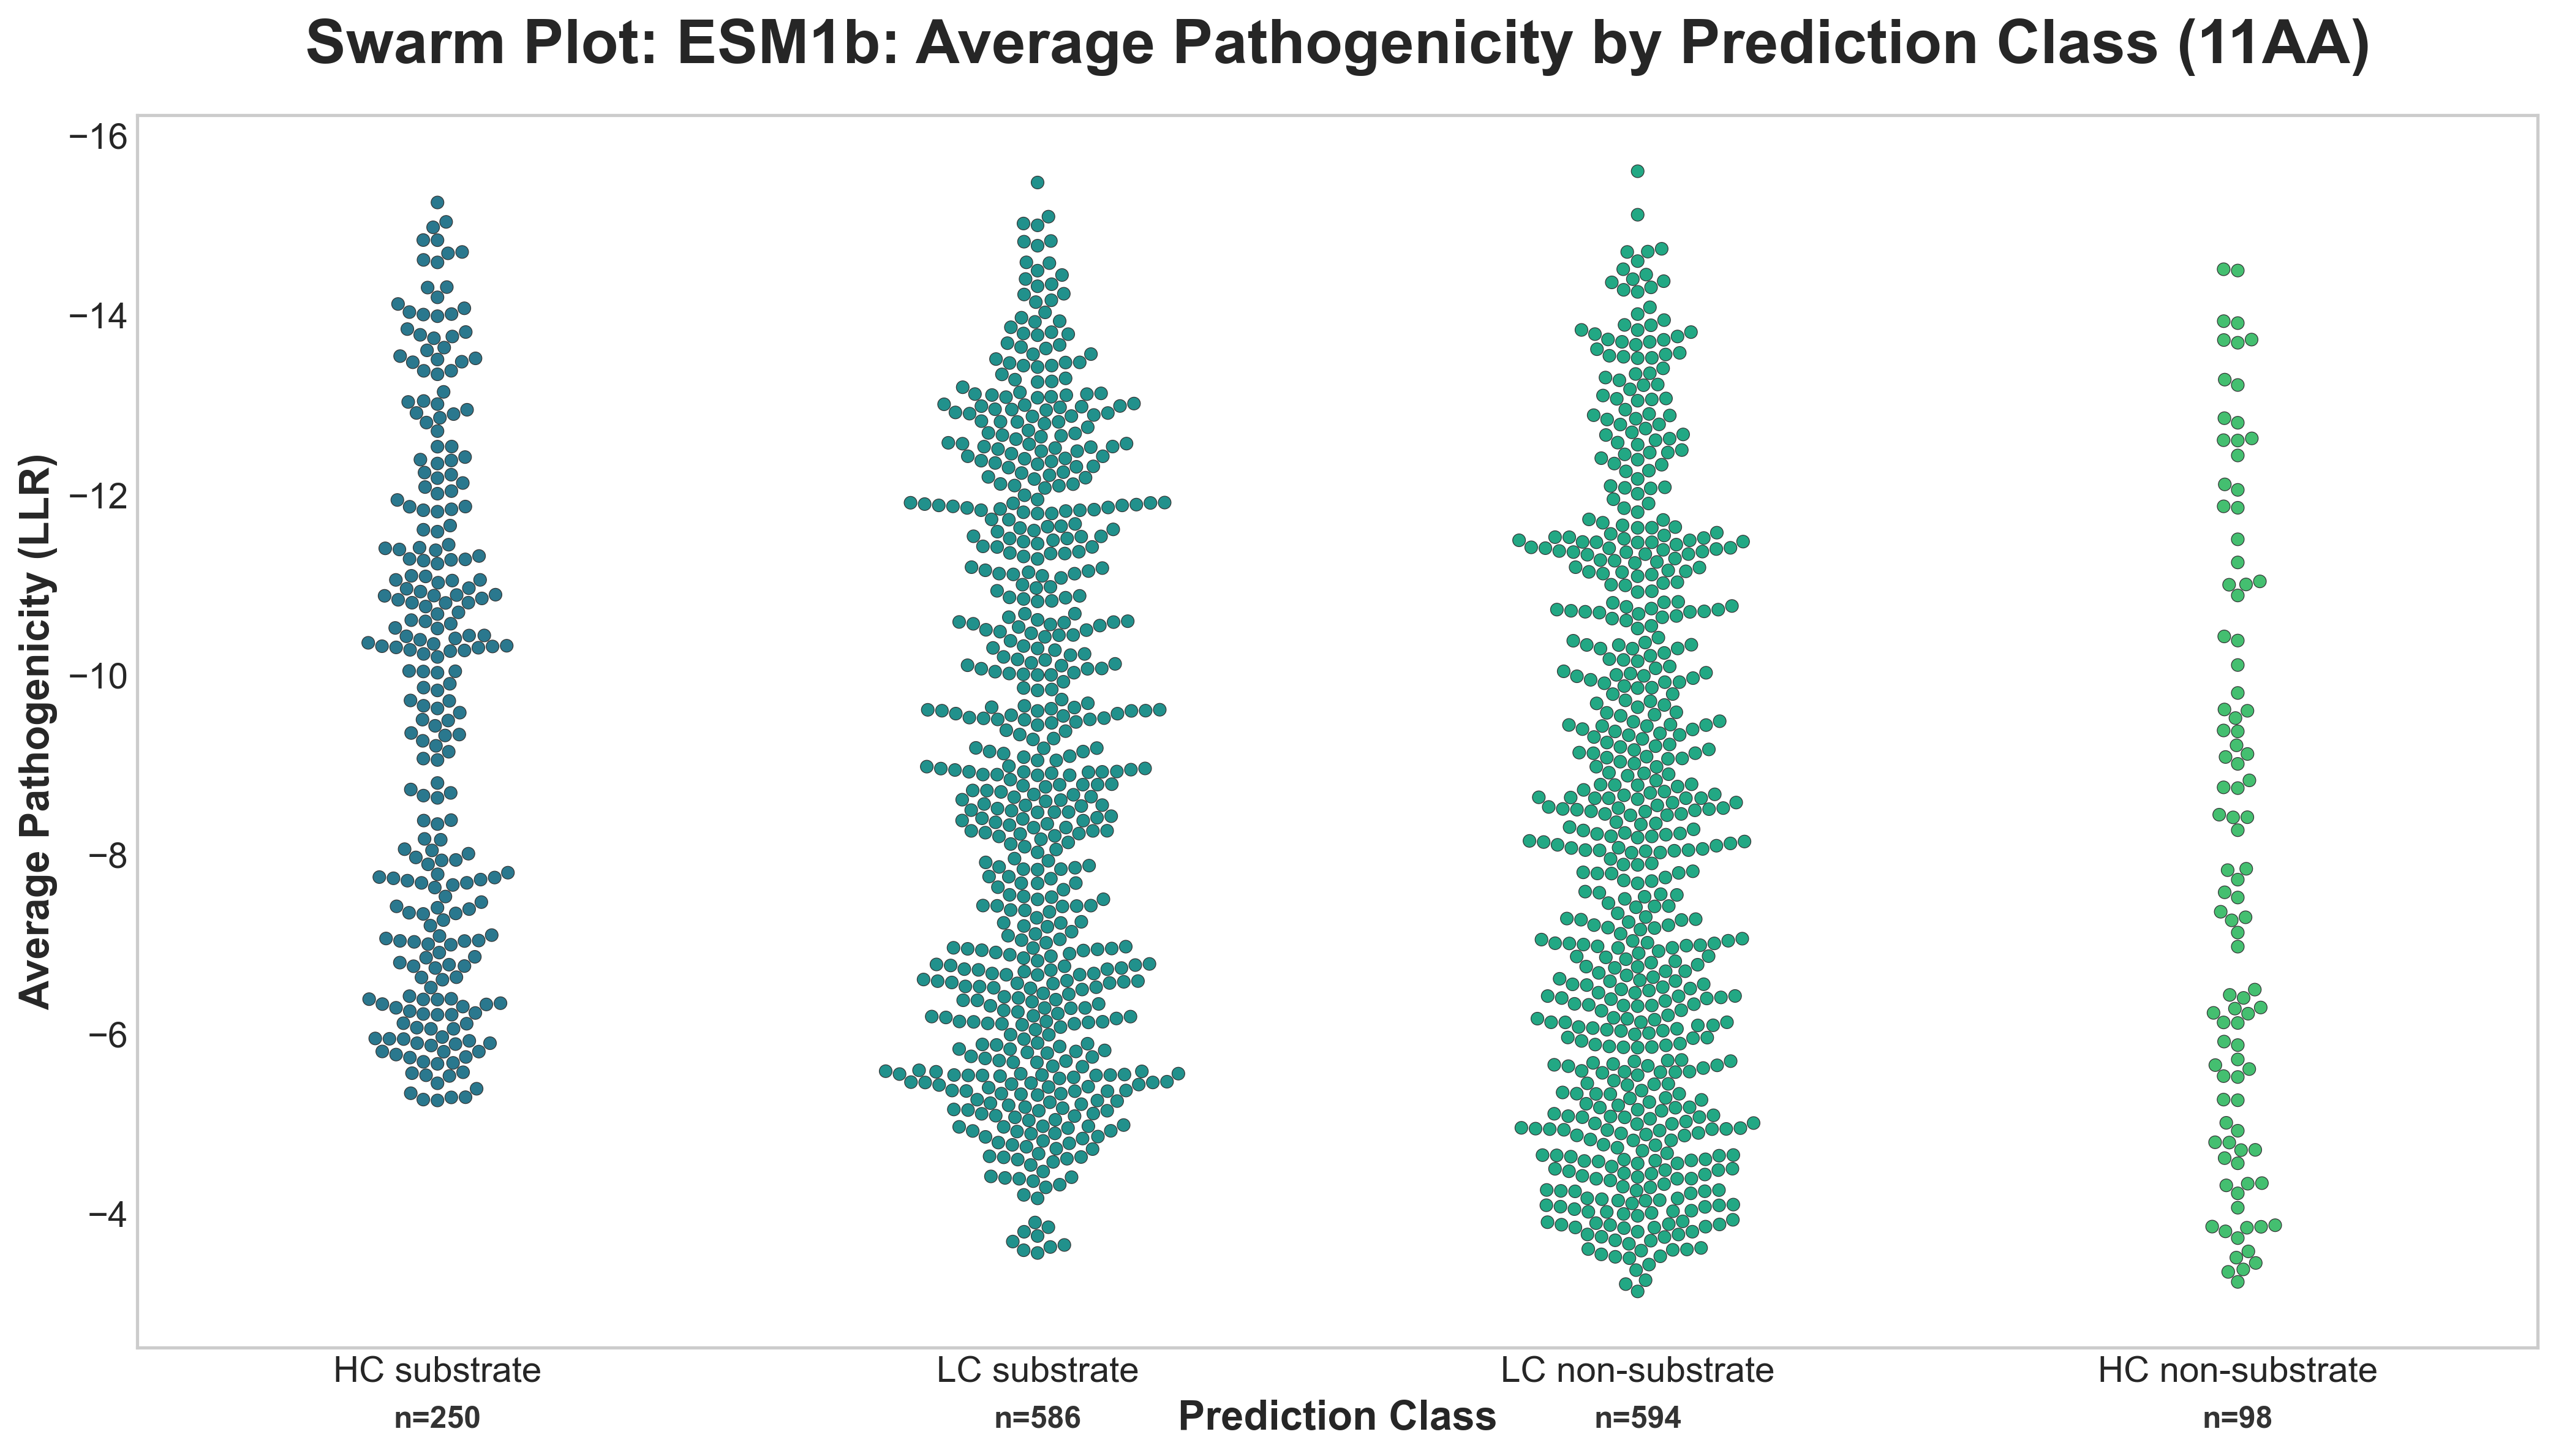 Swarm Plot: ESM1b: Average Pathogenicity by Prediction Class (11AA)
Average Pathogenicity (LLR)
−16
−14
−12
−10
−8
−6
−4
HC substrate
LC substrate
LC non-substrate
HC non-substrate
n=250
n=586
Prediction Class
n=594
n=98